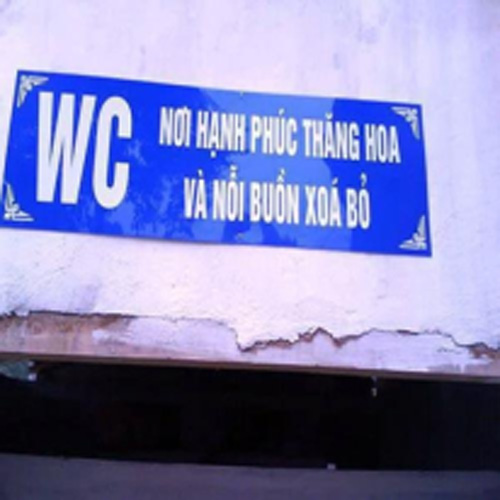 WC
NƠI HẠNH PHÚC THĂNG HOA
VÀ NỖI BUỒN XOÁ BỎ